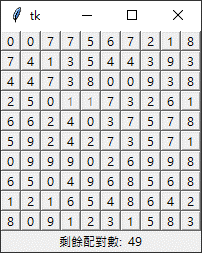 tk
0 0 7 7 5 6 7 2 1 8
7 4 1 3 5 4 4 3 9 3
4 4 7 3 8 0 0 9 3 8
2 5 0 1 1 7 3 2 6 1
6 6 2 4 0 3 7 5 7 8
5 9 2 4 2 7 3 5 7 1
0 9 9 9 0 2 6 9 9 8
6 5 0 4 9 6 8 5 6 8
1 2 1 6 5 4 8 6 4 2
8 0 9 1 2 3 1 5 8 3
剩餘配對數: 49